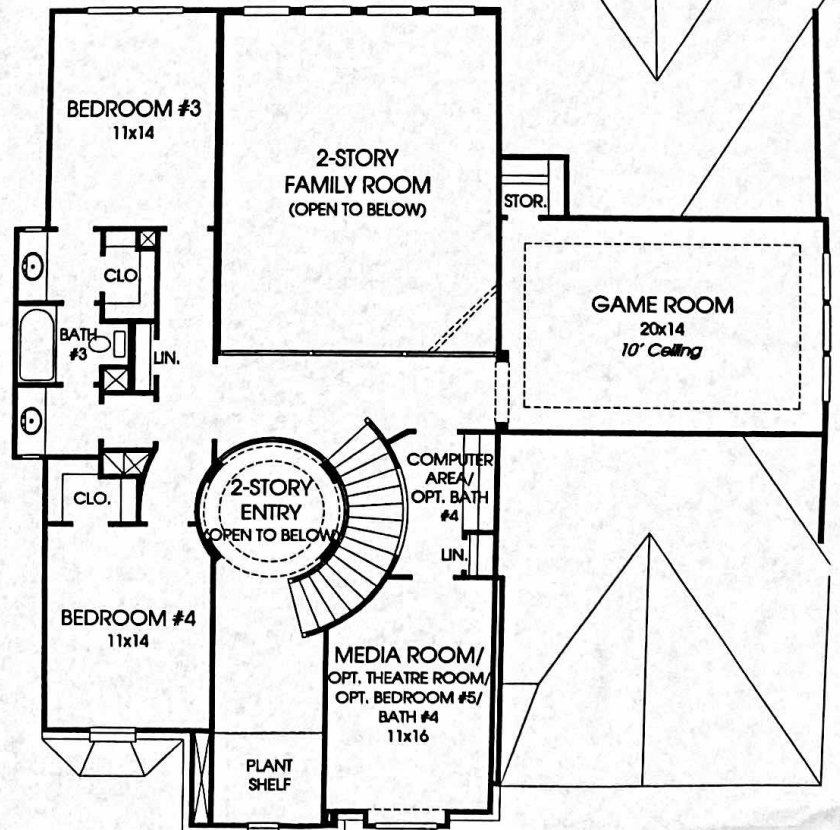 BEDROOM #3
11x14
2-STORY
FAMILY ROOM
(OPEN TO BELOW)
STOR.
CLO.
GAME ROOM
20x14
10' Ceiling
BATH
#3
LIN.
COMPUTER
AREA/
OPT. BATH
#4
2-STORY
ENTRY
(OPEN TO BELOW)
CLO.
LIN.
BEDROOM #4
11x14
MEDIA ROOM/
OPT. THEATRE ROOM/
OPT. BEDROOM #5/
BATH #4
11x16
PLANT
SHELF